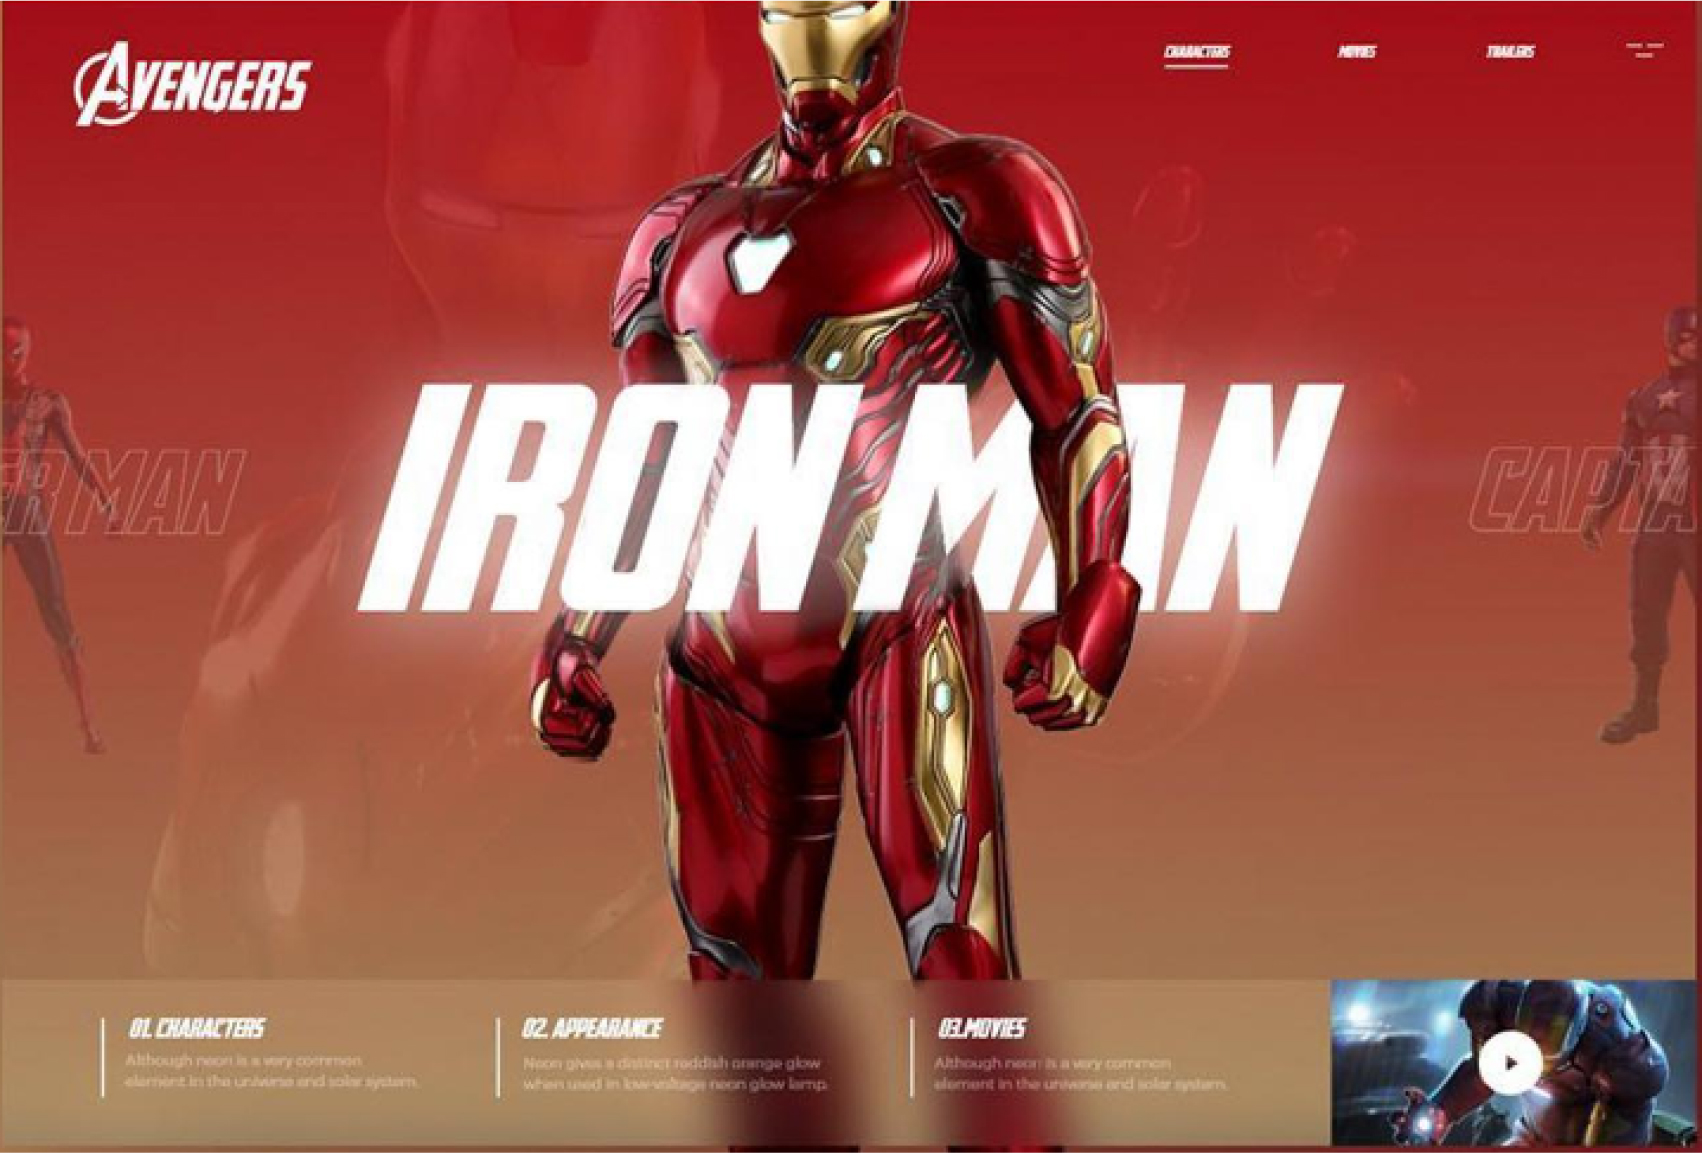 AVENGERS
CHARACTERS
MOVIES
TRAILERS
IRON MAN
ER MAN
CAPTA
01. CHARACTERS
Although neon is a very common
element in the universe and solar system.
02. APPEARANCE
Neon gives a distinct reddish orange glow
when used in low-voltage neon glow lamp.
03.MOVIES
Although neon is a very common
element in the universe and solar system.